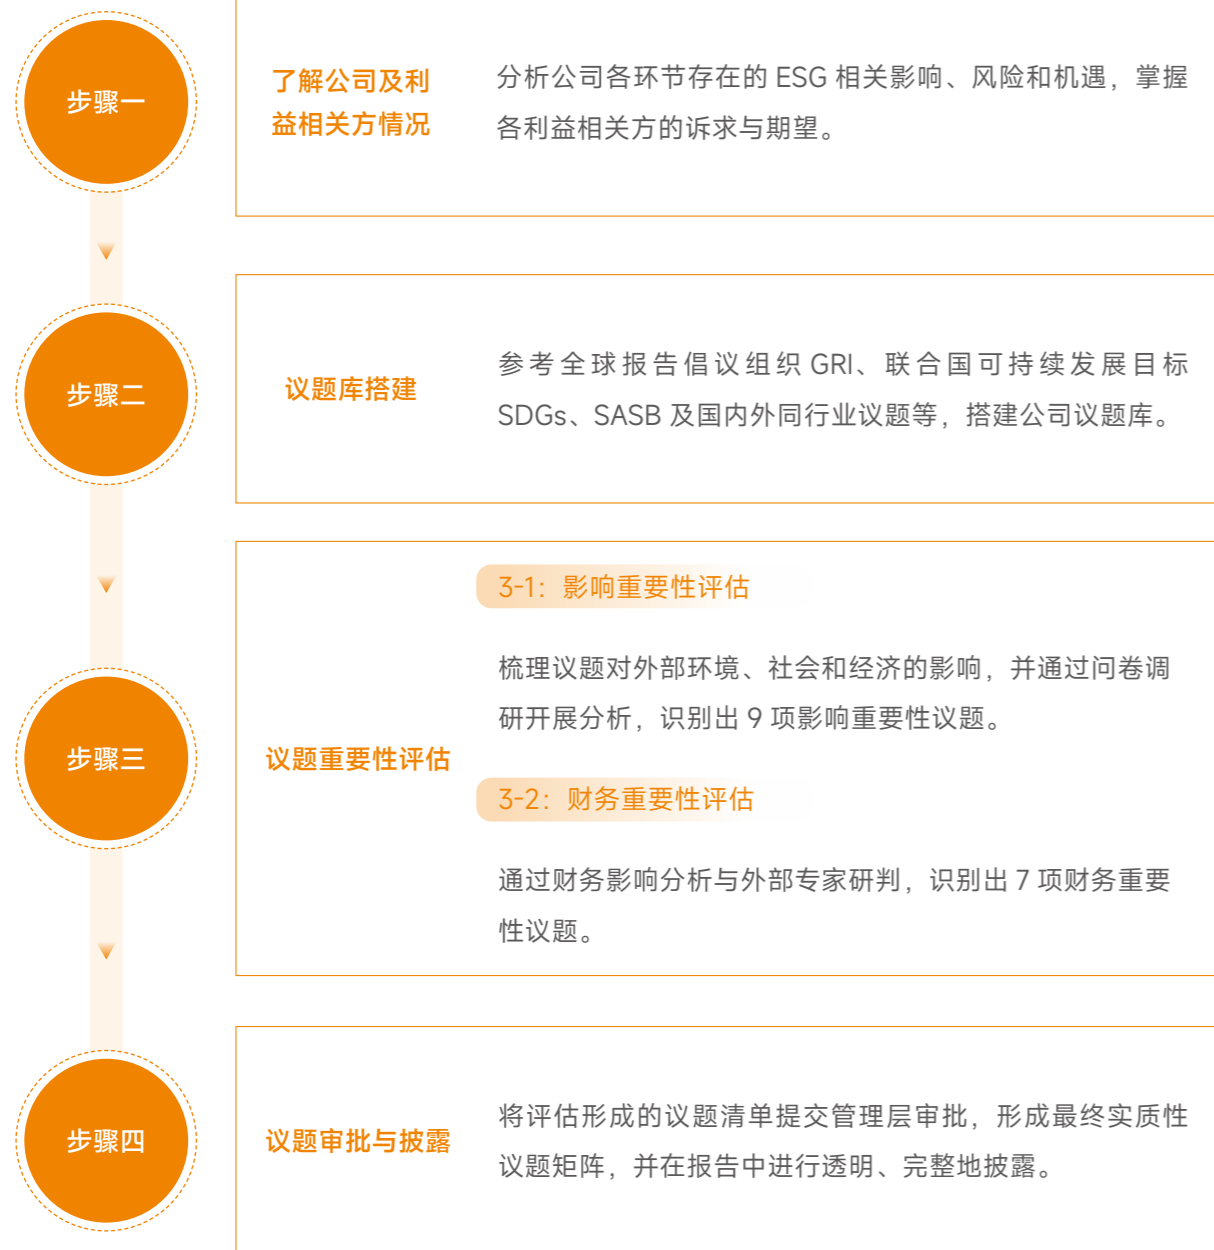 步骤一
了解公司及利
益相关方情况
分析公司各环节存在的 ESG 相关影响、风险和机遇，掌握
各利益相关方的诉求与期望。
步骤二
议题库搭建
参考全球报告倡议组织 GRI、联合国可持续发展目标
SDGs、SASB 及国内外同行业议题等，搭建公司议题库。
步骤三
议题重要性评估
3-1：影响重要性评估
梳理议题对外部环境、社会和经济的影响，并通过问卷调
研开展分析，识别出 9 项影响重要性议题。
3-2：财务重要性评估
通过财务影响分析与外部专家研判，识别出 7 项财务重要
性议题。
步骤四
议题审批与披露
将评估形成的议题清单提交管理层审批，形成最终实质性
议题矩阵，并在报告中进行透明、完整地披露。